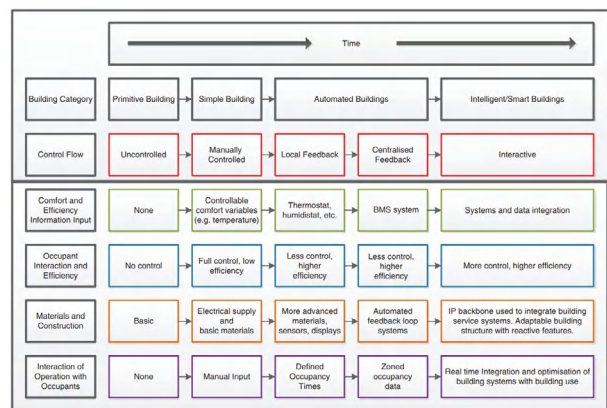 Time
Building Category
Primitive Building
Simple Building
Automated Buildings
Intelligent/Smart Buildings
Control Flow
Uncontrolled
Manually
Controlled
Local Feedback
Centralised
Feedback
Interactive
Comfort and
Efficiency
Information Input
None
Controllable
comfort variables
(e.g. temperature)
Thermostat,
humidistat, etc.
BMS system
Systems and data integration
Occupant
Interaction and
Efficiency
No control
Full control, low
efficiency
Less control,
higher
efficiency
Less control,
higher
efficiency
More control, higher efficiency
Materials and
Construction
Basic
Electrical supply
and
basic materials
More advanced
materials,
sensors, displays
Automated
feedback loop
systems
IP backbone used to integrate building
service systems. Adaptable building
structure with reactive features.
Interaction of
Operation with
Occupants
None
Manual Input
Defined
Occupancy
Times
Zoned
occupancy
data
Real time Integration and optimisation of
building systems with building use